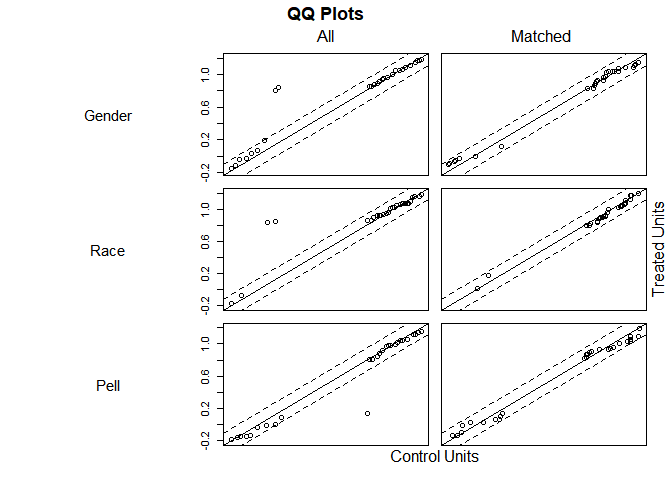 QQ Plots
All Matched
Gender
-0.2 0.2 0.6 1.0
Race
-0.2 0.2 0.6 1.0
Treated Units
Pell
-0.2 0.2 0.6 1.0
Control Units